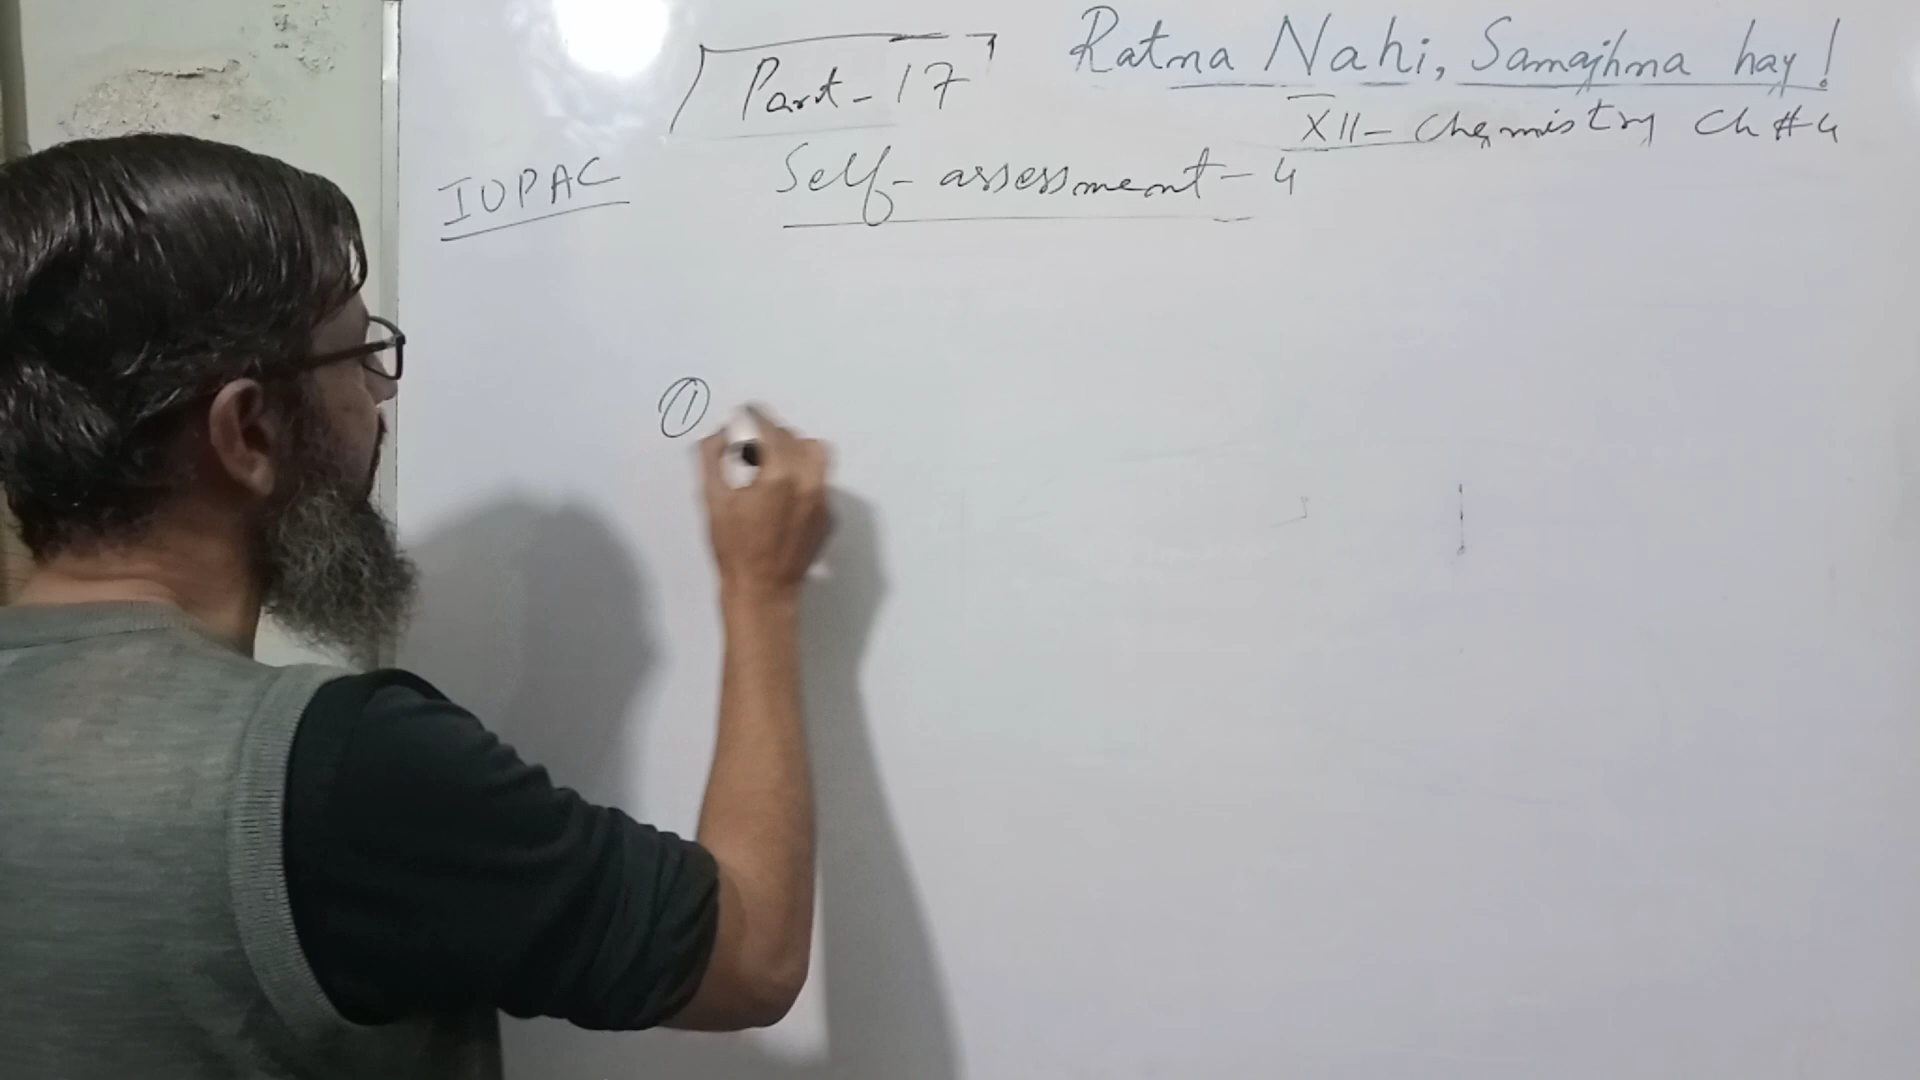 Ratna Nahi, Samajhna hay!
Part - 17
XII - Chemistry Ch # 4
IUPAC
Self - assessment - 4
①